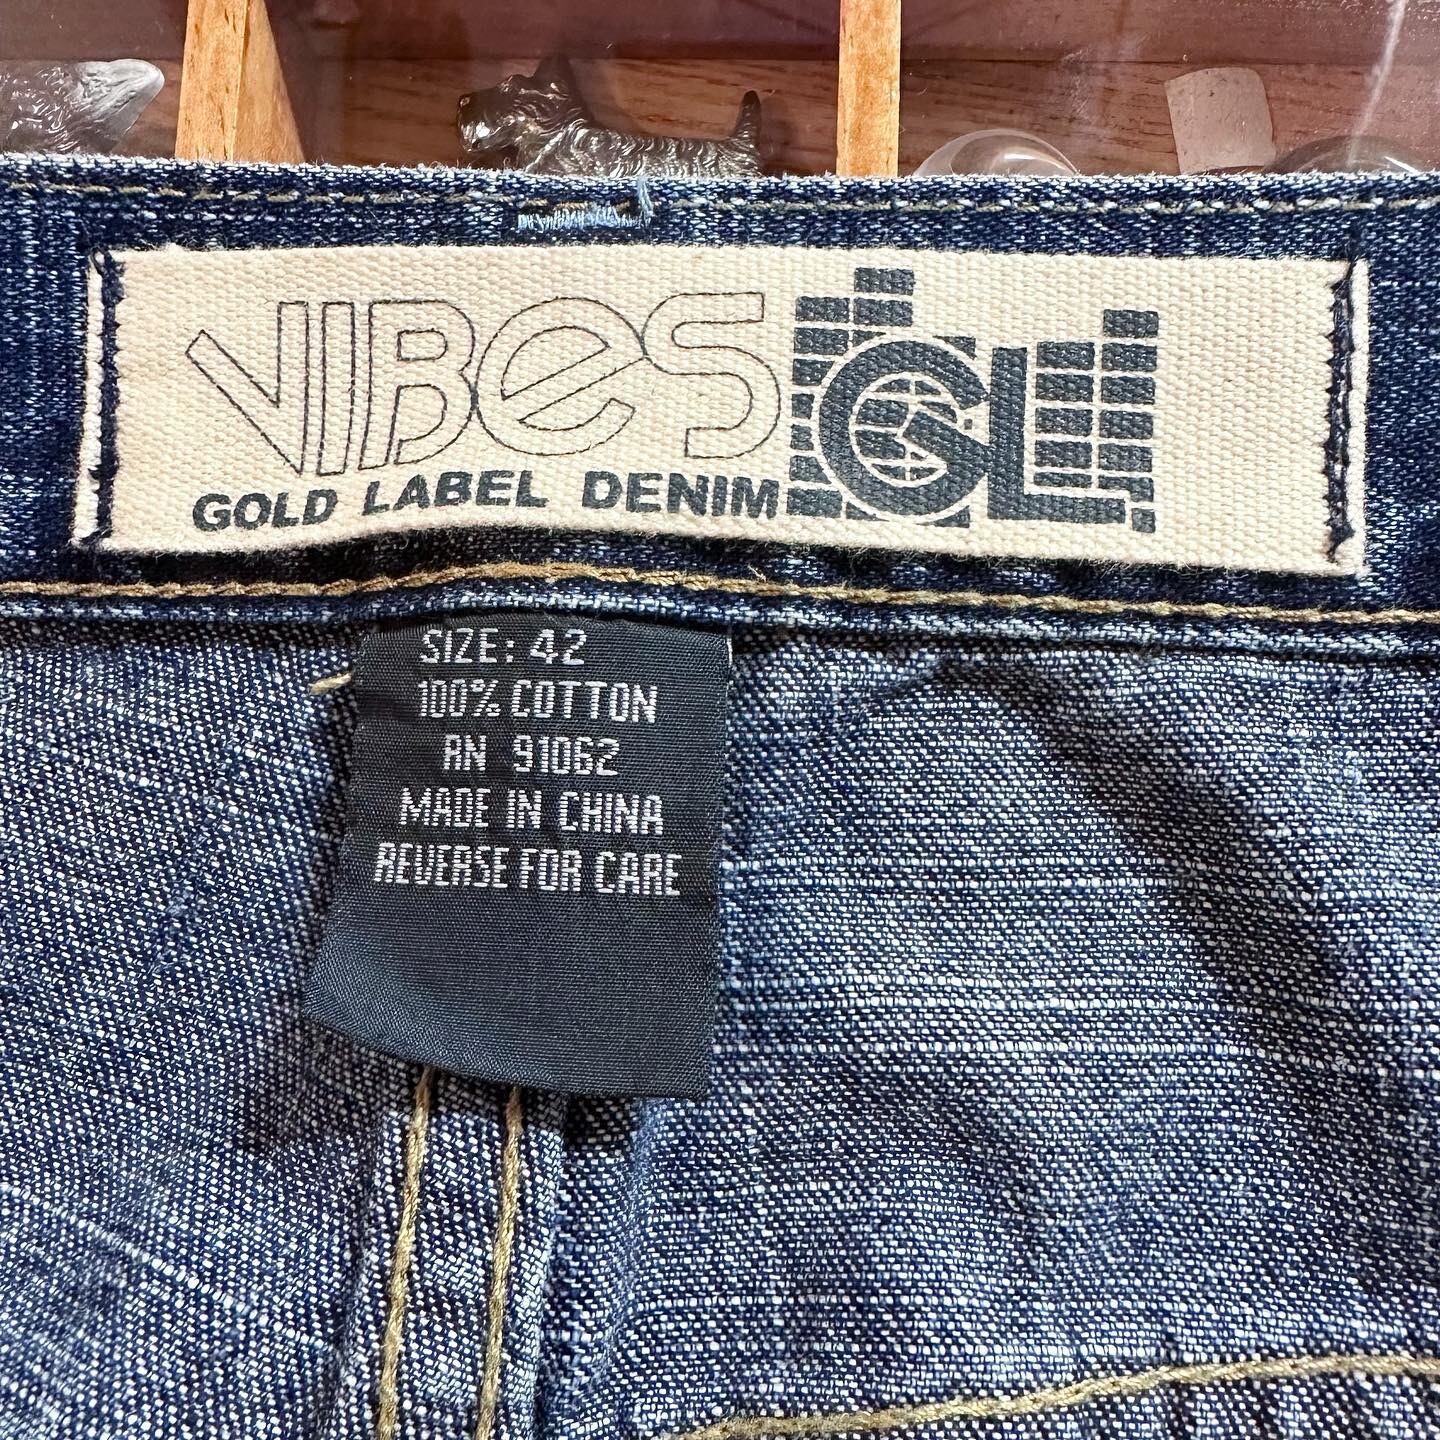 VIBeS
GL
GOLD LABEL DENIM
SIZE: 42
100% COTTON
RN 91062
MADE IN CHINA
REVERSE FOR CARE